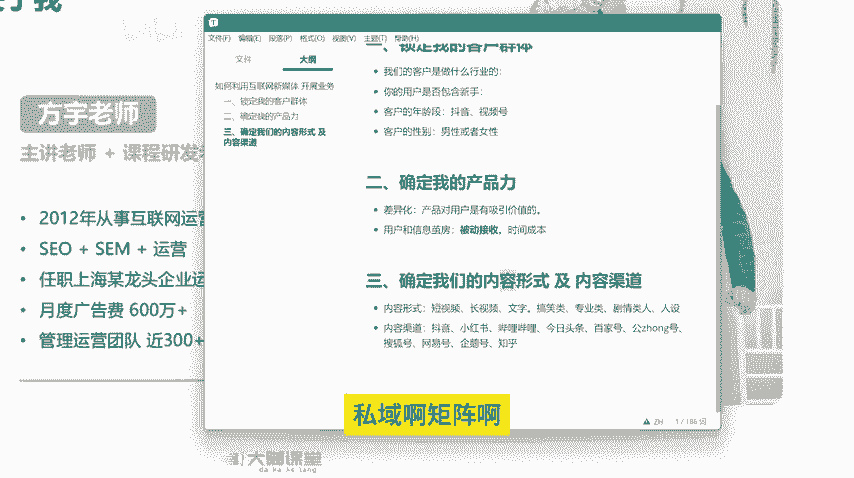 方宇老师
主讲老师 + 课程研发
• 2012年从事互联网运营
• SEO + SEM + 运营
• 任职上海某龙头企业运
• 月度广告费 600万+
• 管理运营团队 近300+
文件(F) 编辑(E) 段落(P) 格式(O) 视图(V) 主题(T) 帮助(H)
文件 大纲
如何利用互联网新媒体 开展业务
一、锁定我的客户群体
二、确定我的产品力
三、确定我们的内容形式 及
内容渠道
一、锁定我的客户群体
• 我们的客户是做什么行业的：
• 你的用户是否包含新手：
• 客户的年龄段：抖音、视频号
• 客户的性别：男性或者女性
二、确定我的产品力
• 差异化：产品对用户是有吸引价值的。
• 用户和信息茧房：被动接收，时间成本
三、确定我们的内容形式 及 内容渠道
• 内容形式：短视频、长视频、文字。搞笑类、专业类、剧情类人、人设
• 内容渠道：抖音、小红书、哔哩哔哩、今日头条、百家号、公zhong号、
搜狐号、网易号、企鹅号、知乎
ZH 1 / 186 词
私域啊矩阵啊
大脚课堂
da jiao ke tang